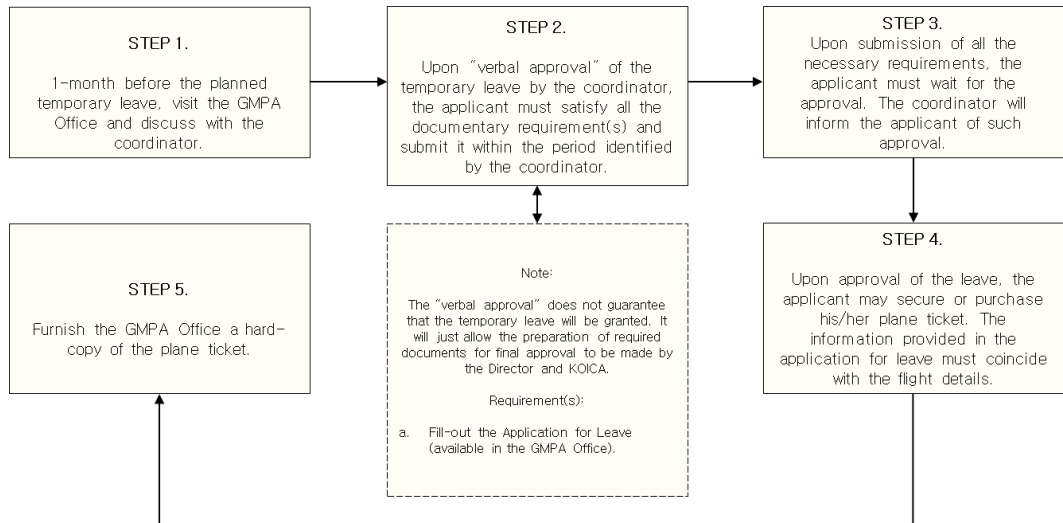 STEP 1.
1-month before the planned
temporary leave, visit the GMPA
Office and discuss with the
coordinator.
STEP 2.
Upon "verbal approval" of the
temporary leave by the coordinator,
the applicant must satisfy all the
documentary requirement(s) and
submit it within the period identified
by the coordinator.
STEP 3.
Upon submission of all the
necessary requirements, the
applicant must wait for the
approval. The coordinator will
inform the applicant of such
approval.
STEP 4.
Upon approval of the leave, the
applicant may secure or purchase
his/her plane ticket. The
information provided in the
application for leave must coincide
with the flight details.
STEP 5.
Furnish the GMPA Office a hard-
copy of the plane ticket.
Note:
The "verbal approval" does not guarantee
that the temporary leave will be granted. It
will just allow the preparation of required
documents for final approval to be made by
the Director and KOICA.
Requirement(s):
a. Fill-out the Application for Leave
(available in the GMPA Office).